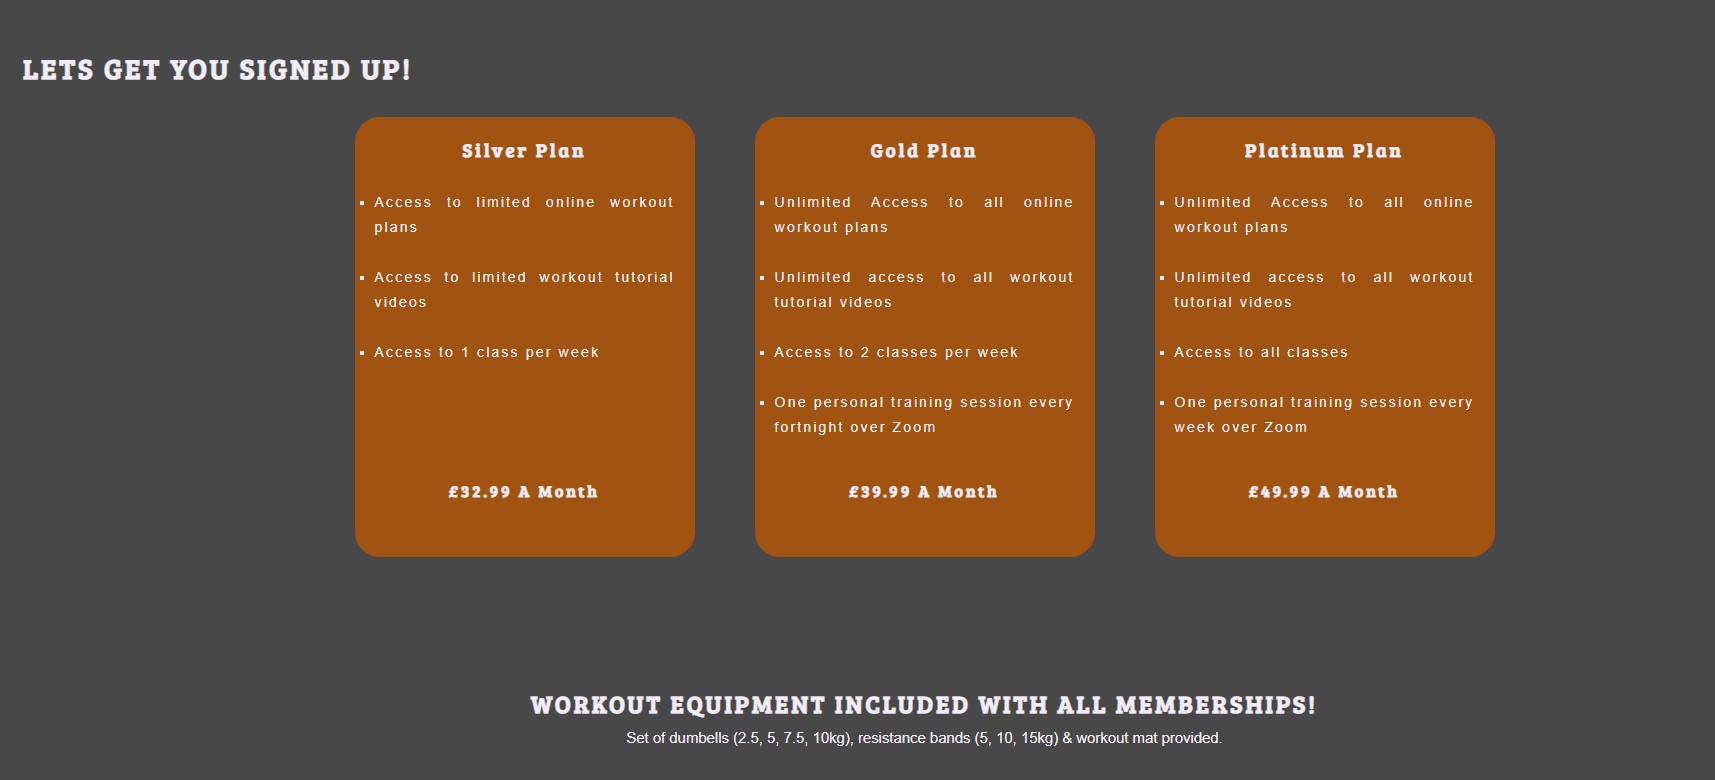 LETS GET YOU SIGNED UP!
Silver Plan
Access to limited online workout
plans
Access to limited workout tutorial
videos
Access to 1 class per week
£32.99 A Month
Gold Plan
Unlimited Access to all online
workout plans
Unlimited access to all workout
tutorial videos
Access to 2 classes per week
One personal training session every
fortnight over Zoom
£39.99 A Month
Platinum Plan
Unlimited Access to all online
workout plans
Unlimited access to all workout
tutorial videos
Access to all classes
One personal training session every
week over Zoom
£49.99 A Month
WORKOUT EQUIPMENT INCLUDED WITH ALL MEMBERSHIPS!
Set of dumbells (2.5, 5, 7.5, 10kg), resistance bands (5, 10, 15kg) & workout mat provided.